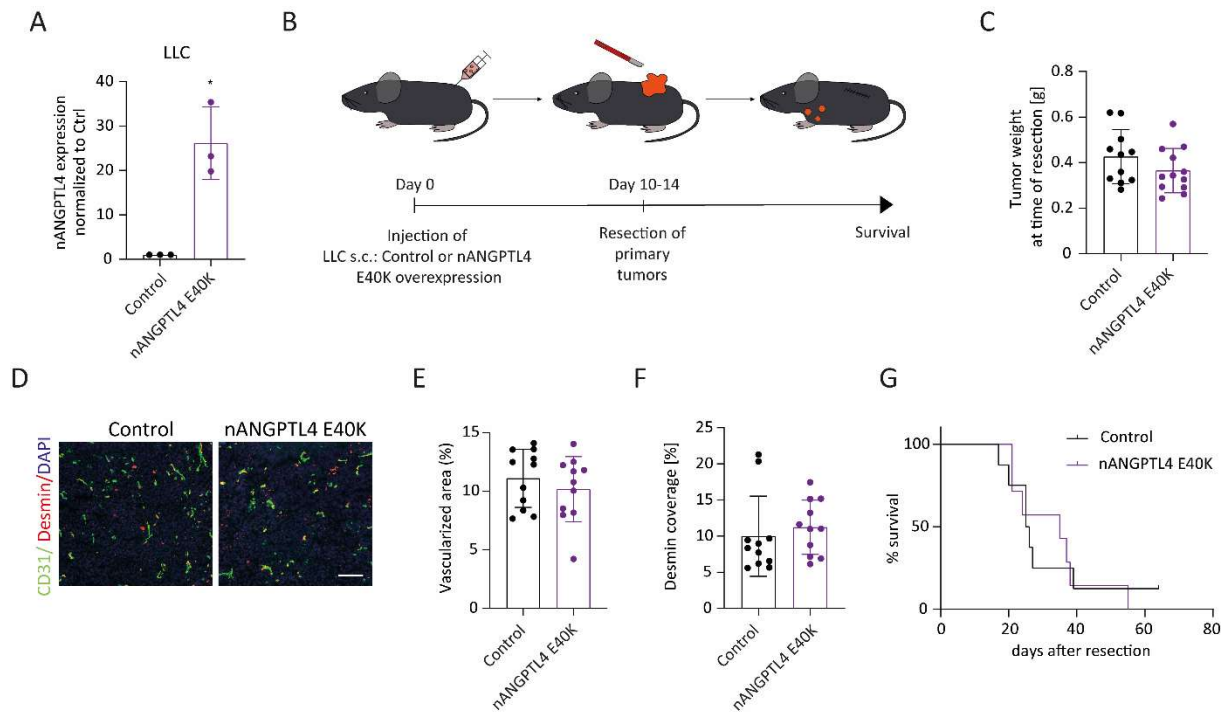 A
LLC
nANGPTL4 expression
normalized to Ctrl
40
30
20
10
0
*
Control
nANGPTL4 E40K
B
Day 0
Day 10-14
Injection of
LLC s.c.: Control or nANGPTL4
E40K overexpression
Resection of
primary
tumors
Survival
C
Tumor weight
at time of resection [g]
0.8
0.6
0.4
0.2
0
Control
nANGPTL4 E40K
D
Control
nANGPTL4 E40K
CD31/ Desmin/DAPI
E
Vascularized area (%)
15
10
5
0
Control
nANGPTL4 E40K
F
Desmin coverage [%]
25
20
15
10
5
0
Control
nANGPTL4 E40K
G
% survival
100
50
0
Control
nANGPTL4 E40K
0
20
40
60
80
days after resection